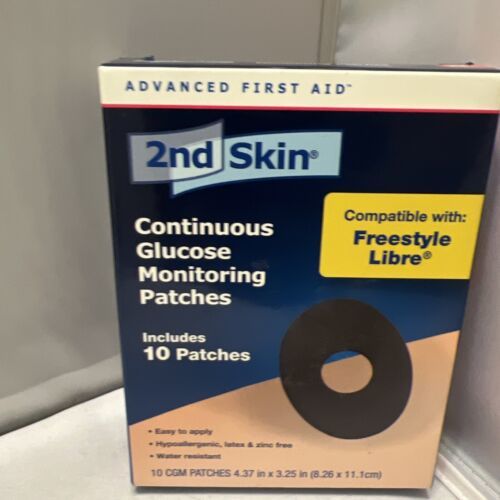 ADVANCED FIRST AID™
2nd Skin®
Compatible with:
Freestyle
Libre®
Continuous
Glucose
Monitoring
Patches
Includes
10 Patches
• Easy to apply
• Hypoallergenic, latex & zinc free
• Water resistant
10 CGM PATCHES 4.37 in x 3.25 in (8.26 x 11.1cm)